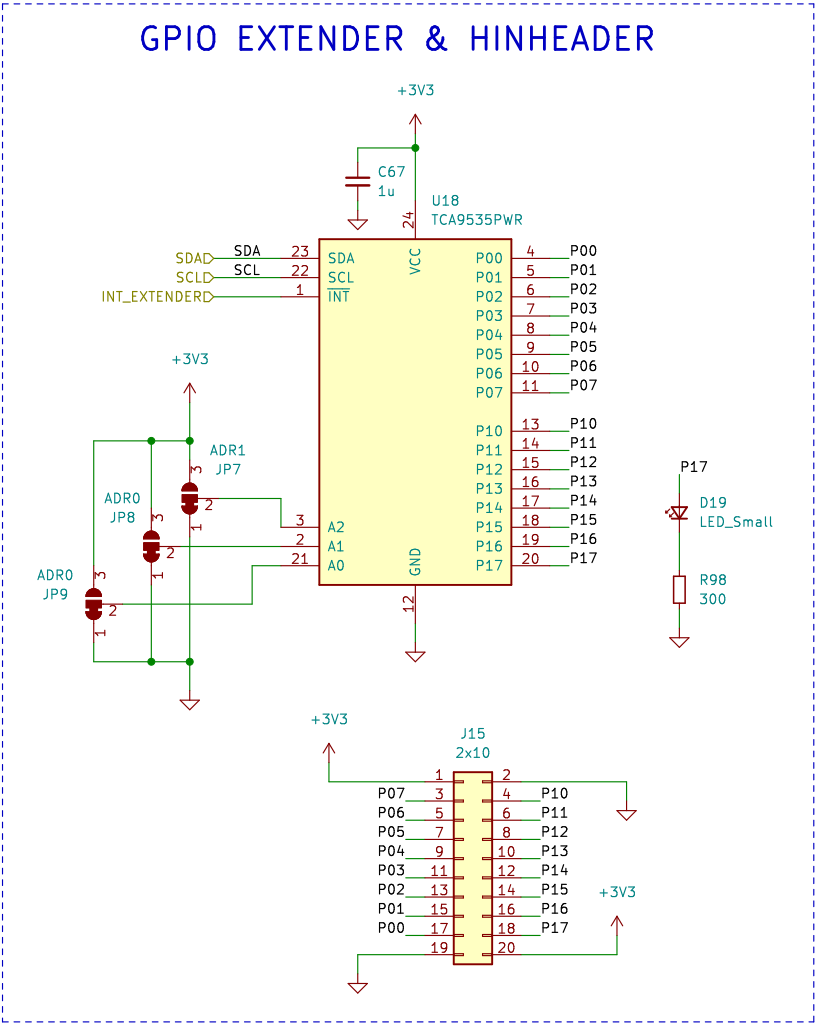 GPIO EXTENDER & HINHEADER
+3V3
C67
1u
U18
TCA9535PWR
24
VCC
SDA
SDA
23
SDA
P00
4
P00
SCL
SCL
22
SCL
P01
5
P01
INT_EXTENDER
1
INT
P02
6
P02
P03
7
P03
P04
8
P04
P05
9
P05
P06
10
P06
P07
11
P07
P10
13
P10
P11
14
P11
P12
15
P12
P13
16
P13
P14
17
P14
3
A2
P15
18
P15
2
A1
P16
19
P16
21
A0
P17
20
P17
GND
12
+3V3
ADR1
JP7
3
2
1
ADR0
JP8
3
2
1
ADR0
JP9
3
2
1
P17
D19
LED_Small
R98
300
+3V3
J15
2x10
1
2
P07
3
4
P10
P06
5
6
P11
P05
7
8
P12
P04
9
10
P13
P03
11
12
P14
P02
13
14
P15
P01
15
16
P16
P00
17
18
P17
19
20
+3V3